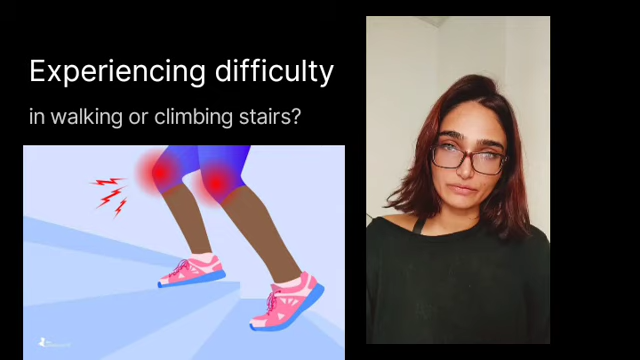 Experiencing difficulty
in walking or climbing stairs?